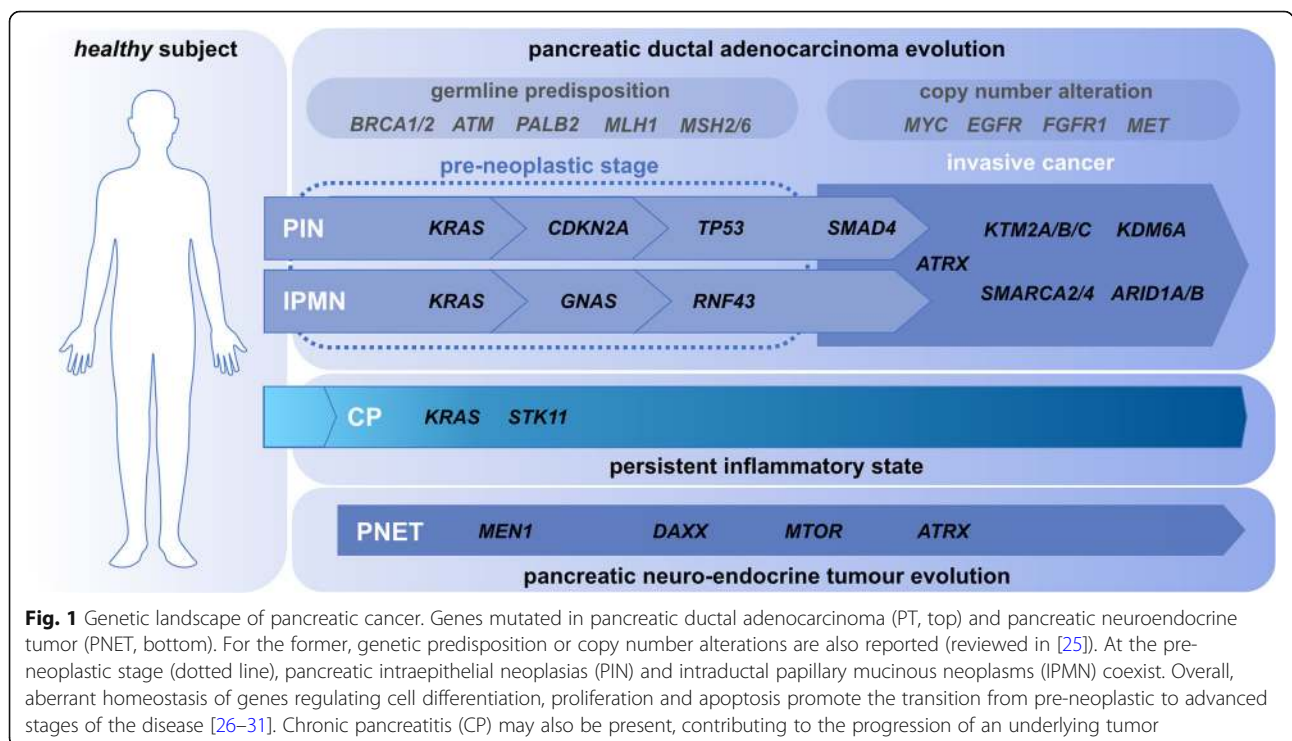 healthy subject
pancreatic ductal adenocarcinoma evolution
germline predisposition
BRCA1/2 ATM PALB2 MLH1 MSH2/6
copy number alteration
MYC EGFR FGFR1 MET
pre-neoplastic stage
invasive cancer
PIN KRAS CDKN2A TP53 SMAD4
IPMN KRAS GNAS RNF43
ATRX
KTM2A/B/C KDM6A
SMARCA2/4 ARID1A/B
CP KRAS STK11
persistent inflammatory state
PNET MEN1 DAXX MTOR ATRX
pancreatic neuro-endocrine tumour evolution
Fig. 1 Genetic landscape of pancreatic cancer. Genes mutated in pancreatic ductal adenocarcinoma (PT, top) and pancreatic neuroendocrine
tumor (PNET, bottom). For the former, genetic predisposition or copy number alterations are also reported (reviewed in [25]). At the pre-
neoplastic stage (dotted line), pancreatic intraepithelial neoplasias (PIN) and intraductal papillary mucinous neoplasms (IPMN) coexist. Overall,
aberrant homeostasis of genes regulating cell differentiation, proliferation and apoptosis promote the transition from pre-neoplastic to advanced
stages of the disease [26–31]. Chronic pancreatitis (CP) may also be present, contributing to the progression of an underlying tumor